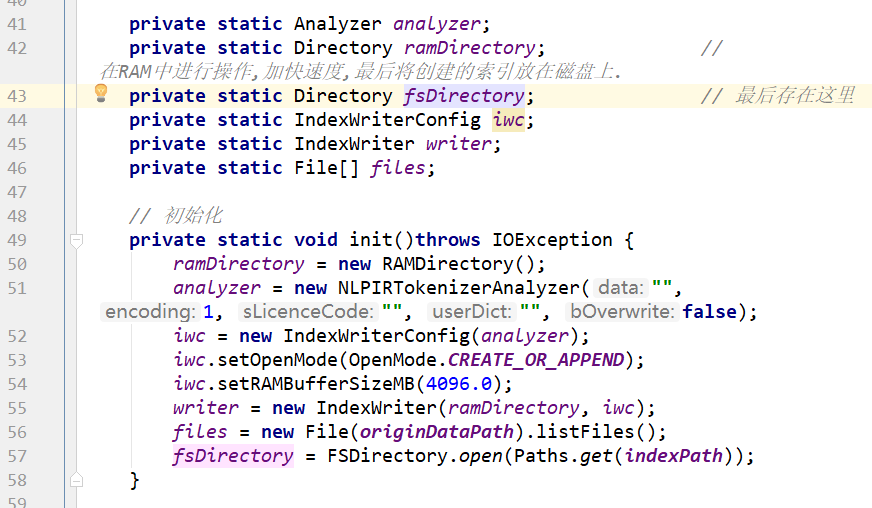 41 private static Analyzer analyzer;
42 private static Directory ramDirectory; //
在RAM中进行操作,加快速度,最后将创建的索引放在磁盘上.
43 private static Directory fsDirectory; // 最后存在这里
44 private static IndexWriterConfig iwc;
45 private static IndexWriter writer;
46 private static File[] files;
47
48 // 初始化
49 private static void init()throws IOException {
50 ramDirectory = new RAMDirectory();
51 analyzer = new NLPIRTokenizerAnalyzer( data: "",
encoding: 1, sLicenceCode: "", userDict: "", bOverwrite: false);
52 iwc = new IndexWriterConfig(analyzer);
53 iwc.setOpenMode(OpenMode.CREATE_OR_APPEND);
54 iwc.setRAMBufferSizeMB(4096.0);
55 writer = new IndexWriter(ramDirectory, iwc);
56 files = new File(originDataPath).listFiles();
57 fsDirectory = FSDirectory.open(Paths.get(indexPath));
58 }
59